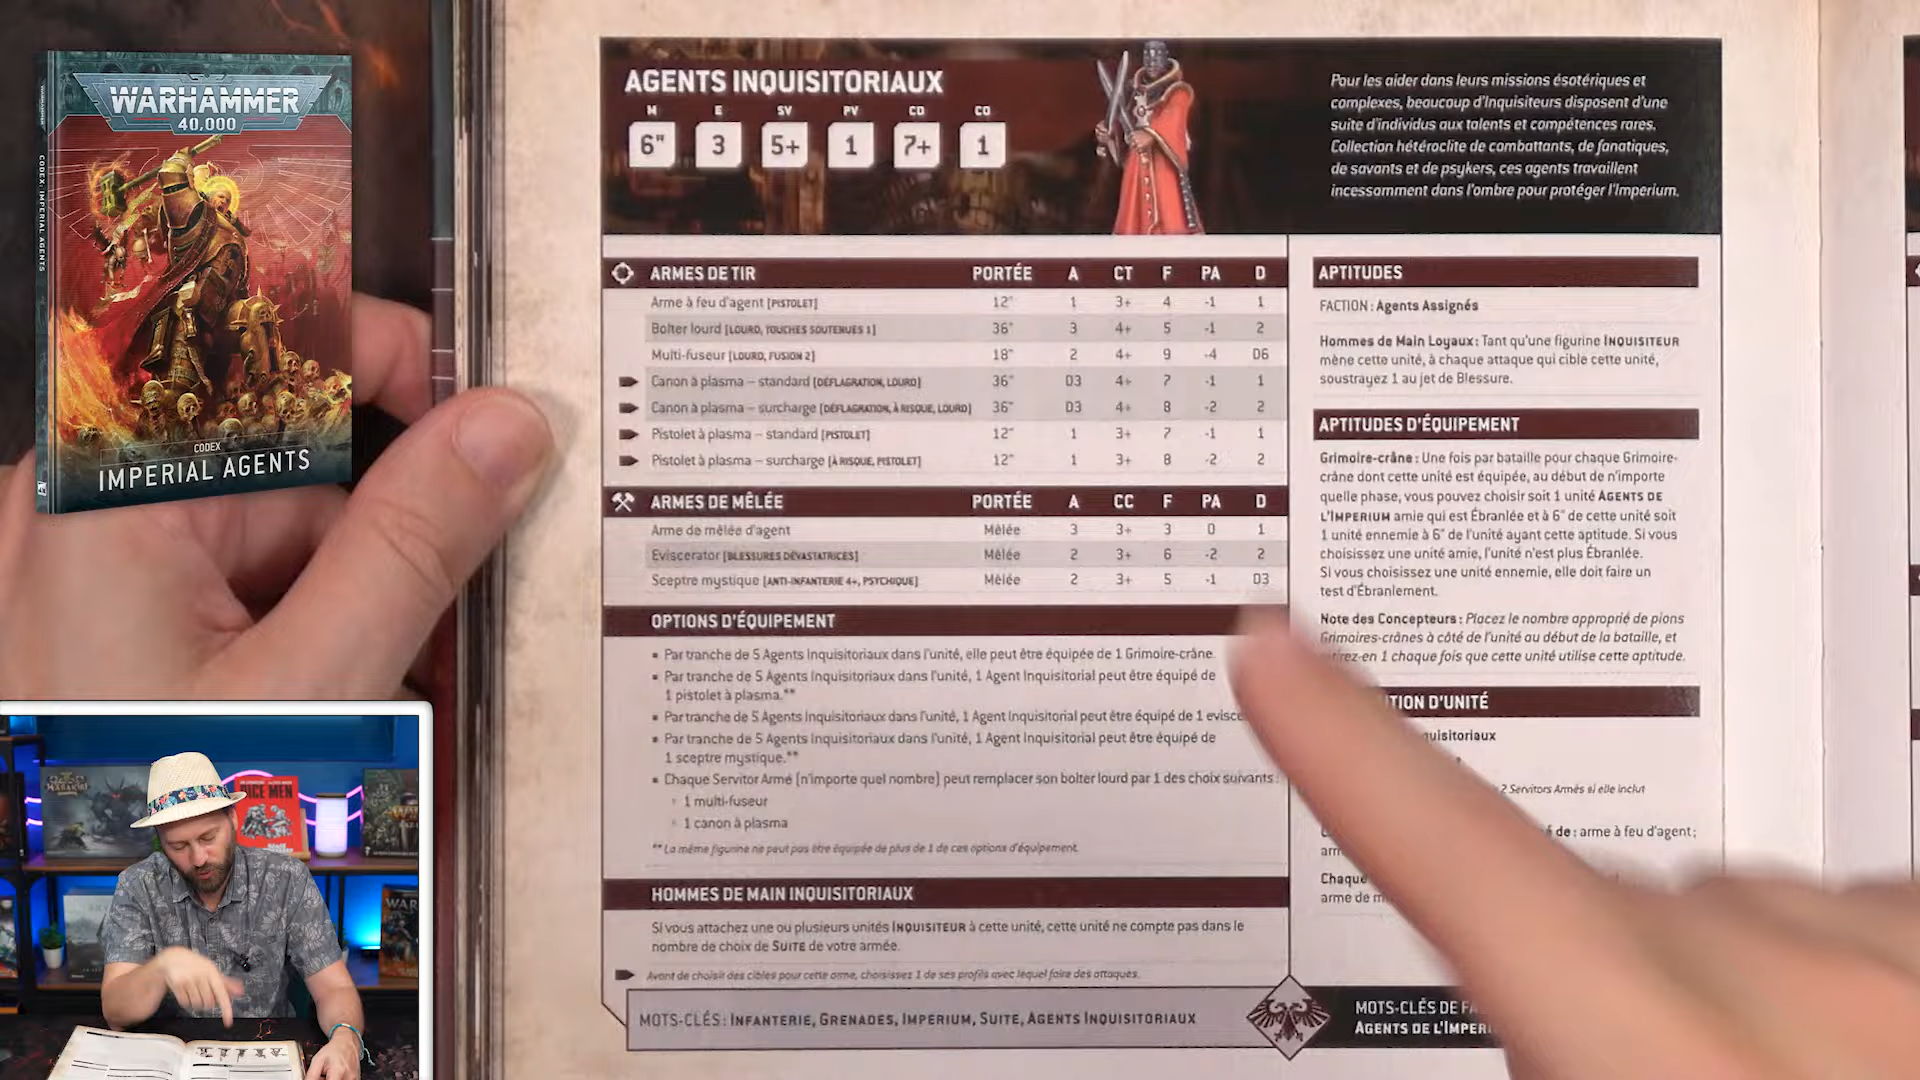 WARHAMMER
40,000
CODEX: IMPERIAL AGENTS
CODEX
IMPERIAL AGENTS
DICE MEN
WAR
AGENTS INQUISITORIAUX
M E SV PV CD CO
6" 3 5+ 1 7+ 1
Pour les aider dans leurs missions ésotériques et
complexes, beaucoup d'Inquisiteurs disposent d'une
suite d'individus aux talents et compétences rares.
Collection hétéroclite de combattants, de fanatiques,
de savants et de psykers, ces agents travaillent
incessamment dans l'ombre pour protéger l'Imperium.
ARMES DE TIR PORTÉE A CT F PA D
Arme à feu d'agent [PISTOLET] 12" 1 3+ 4 -1 1
Bolter lourd [LOURD, TOUCHES SOUTENUES 1] 36" 3 4+ 5 -1 2
Multi-fuseur [LOURD, FUSION 2] 18" 2 4+ 9 -4 D6
Canon à plasma – standard [DÉFLAGRATION, LOURD] 36" D3 4+ 7 -1 1
Canon à plasma – surcharge [DÉFLAGRATION, À RISQUE, LOURD] 36" D3 4+ 8 -2 2
Pistolet à plasma – standard [PISTOLET] 12" 1 3+ 7 -1 1
Pistolet à plasma – surcharge [À RISQUE, PISTOLET] 12" 1 3+ 8 -2 2
ARMES DE MÊLÉE PORTÉE A CC F PA D
Arme de mêlée d'agent Mêlée 3 3+ 3 0 1
Eviscerator [BLESSURES DÉVASTATRICES] Mêlée 2 3+ 6 -2 2
Sceptre mystique [ANTI-INFANTERIE 4+, PSYCHIQUE] Mêlée 2 3+ 5 -1 D3
OPTIONS D'ÉQUIPEMENT
▪ Par tranche de 5 Agents Inquisitoriaux dans l'unité, elle peut être équipée de 1 Grimoire-crâne.
▪ Par tranche de 5 Agents Inquisitoriaux dans l'unité, 1 Agent Inquisitorial peut être équipé de
1 pistolet à plasma.**
▪ Par tranche de 5 Agents Inquisitoriaux dans l'unité, 1 Agent Inquisitorial peut être équipé de 1 evisce
▪ Par tranche de 5 Agents Inquisitoriaux dans l'unité, 1 Agent Inquisitorial peut être équipé de
1 sceptre mystique.**
▪ Chaque Servitor Armé (n'importe quel nombre) peut remplacer son bolter lourd par 1 des choix suivants :
▫ 1 multi-fuseur
▫ 1 canon à plasma
** La même figurine ne peut pas être équipée de plus de 1 de ces options d'équipement.
HOMMES DE MAIN INQUISITORIAUX
Si vous attachez une ou plusieurs unités INQUISITEUR à cette unité, cette unité ne compte pas dans le
nombre de choix de SUITE de votre armée.
Avant de choisir des cibles pour cette arme, choisissez 1 de ses profils avec lequel faire des attaques.
MOTS-CLÉS : INFANTERIE, GRENADES, IMPERIUM, SUITE, AGENTS INQUISITORIAUX
APTITUDES
FACTION : Agents Assignés
Hommes de Main Loyaux : Tant qu'une figurine INQUISITEUR
mène cette unité, à chaque attaque qui cible cette unité,
soustrayez 1 au jet de Blessure.
APTITUDES D'ÉQUIPEMENT
Grimoire-crâne : Une fois par bataille pour chaque Grimoire-
crâne dont cette unité est équipée, au début de n'importe
quelle phase, vous pouvez choisir soit 1 unité AGENTS DE
L'IMPERIUM amie qui est Ébranlée et à 6" de cette unité soit
1 unité ennemie à 6" de l'unité ayant cette aptitude. Si vous
choisissez une unité amie, l'unité n'est plus Ébranlée.
Si vous choisissez une unité ennemie, elle doit faire un
test d'Ébranlement.
Note des Concepteurs : Placez le nombre approprié de pions
Grimoires-crânes à côté de l'unité au début de la bataille, et
irez-en 1 chaque fois que cette unité utilise cette aptitude.
TION D'UNITÉ
quisitoriaux
2 Servitors Armés si elle inclut
é de : arme à feu d'agent ;
arm
Chaque
arme de m
MOTS-CLÉS DE FA
AGENTS DE L'IMPERI